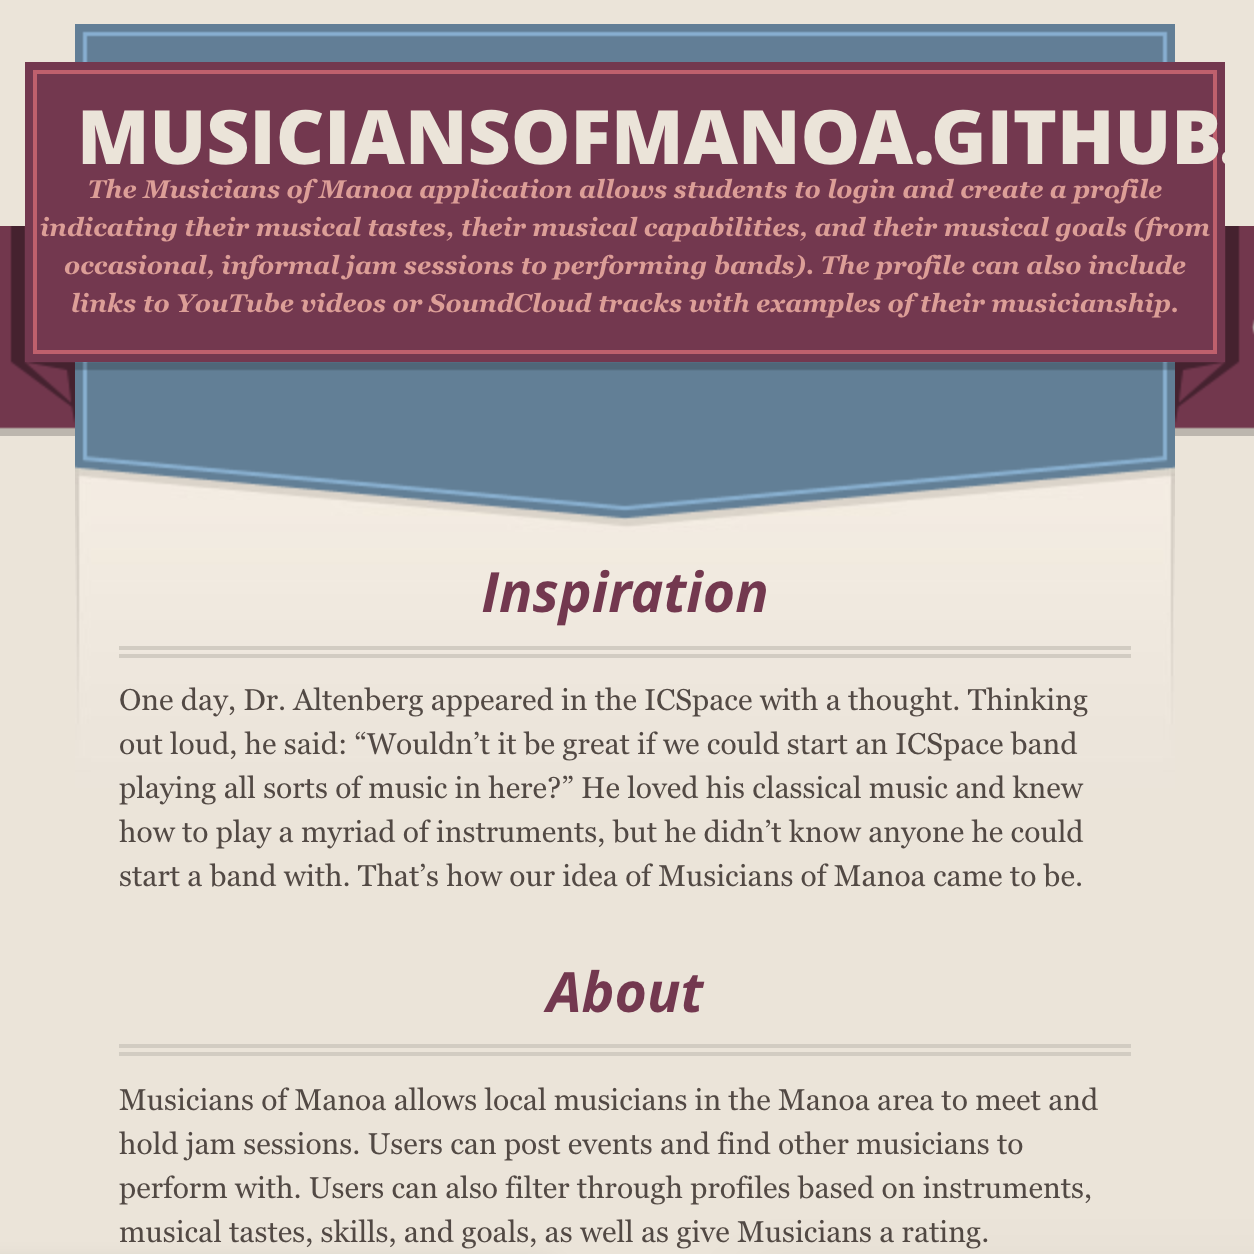 MUSICIANSOFMANOA.GITHUB.
The Musicians of Manoa application allows students to login and create a profile
indicating their musical tastes, their musical capabilities, and their musical goals (from
occasional, informal jam sessions to performing bands). The profile can also include
links to YouTube videos or SoundCloud tracks with examples of their musicianship.
Inspiration
One day, Dr. Altenberg appeared in the ICSpace with a thought. Thinking
out loud, he said: “Wouldn’t it be great if we could start an ICSpace band
playing all sorts of music in here?” He loved his classical music and knew
how to play a myriad of instruments, but he didn’t know anyone he could
start a band with. That’s how our idea of Musicians of Manoa came to be.
About
Musicians of Manoa allows local musicians in the Manoa area to meet and
hold jam sessions. Users can post events and find other musicians to
perform with. Users can also filter through profiles based on instruments,
musical tastes, skills, and goals, as well as give Musicians a rating.